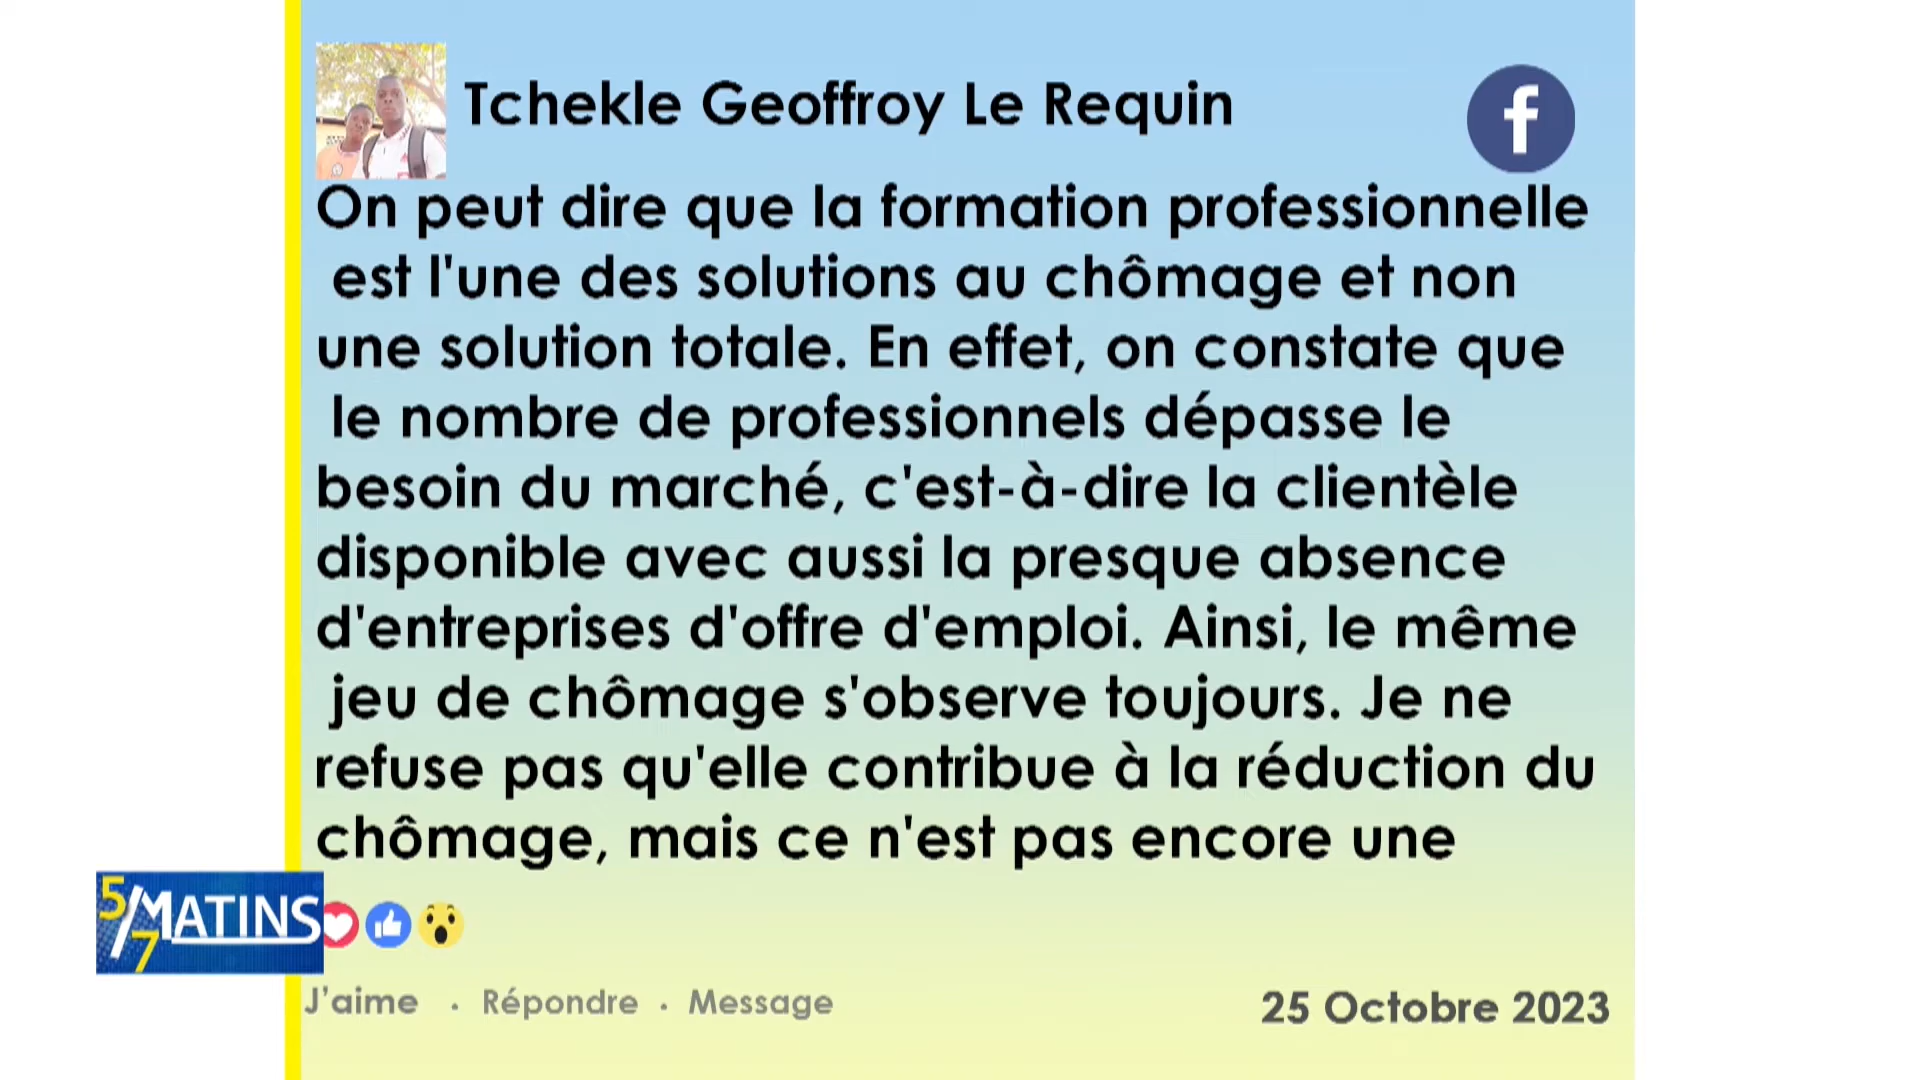 Tchekle Geoffroy Le Requin
f
On peut dire que la formation professionnelle
est l'une des solutions au chômage et non
une solution totale. En effet, on constate que
le nombre de professionnels dépasse le
besoin du marché, c'est-à-dire la clientèle
disponible avec aussi la presque absence
d'entreprises d'offre d'emploi. Ainsi, le même
jeu de chômage s'observe toujours. Je ne
refuse pas qu'elle contribue à la réduction du
chômage, mais ce n'est pas encore une
5/7 MATINS
J'aime . Répondre . Message
25 Octobre 2023